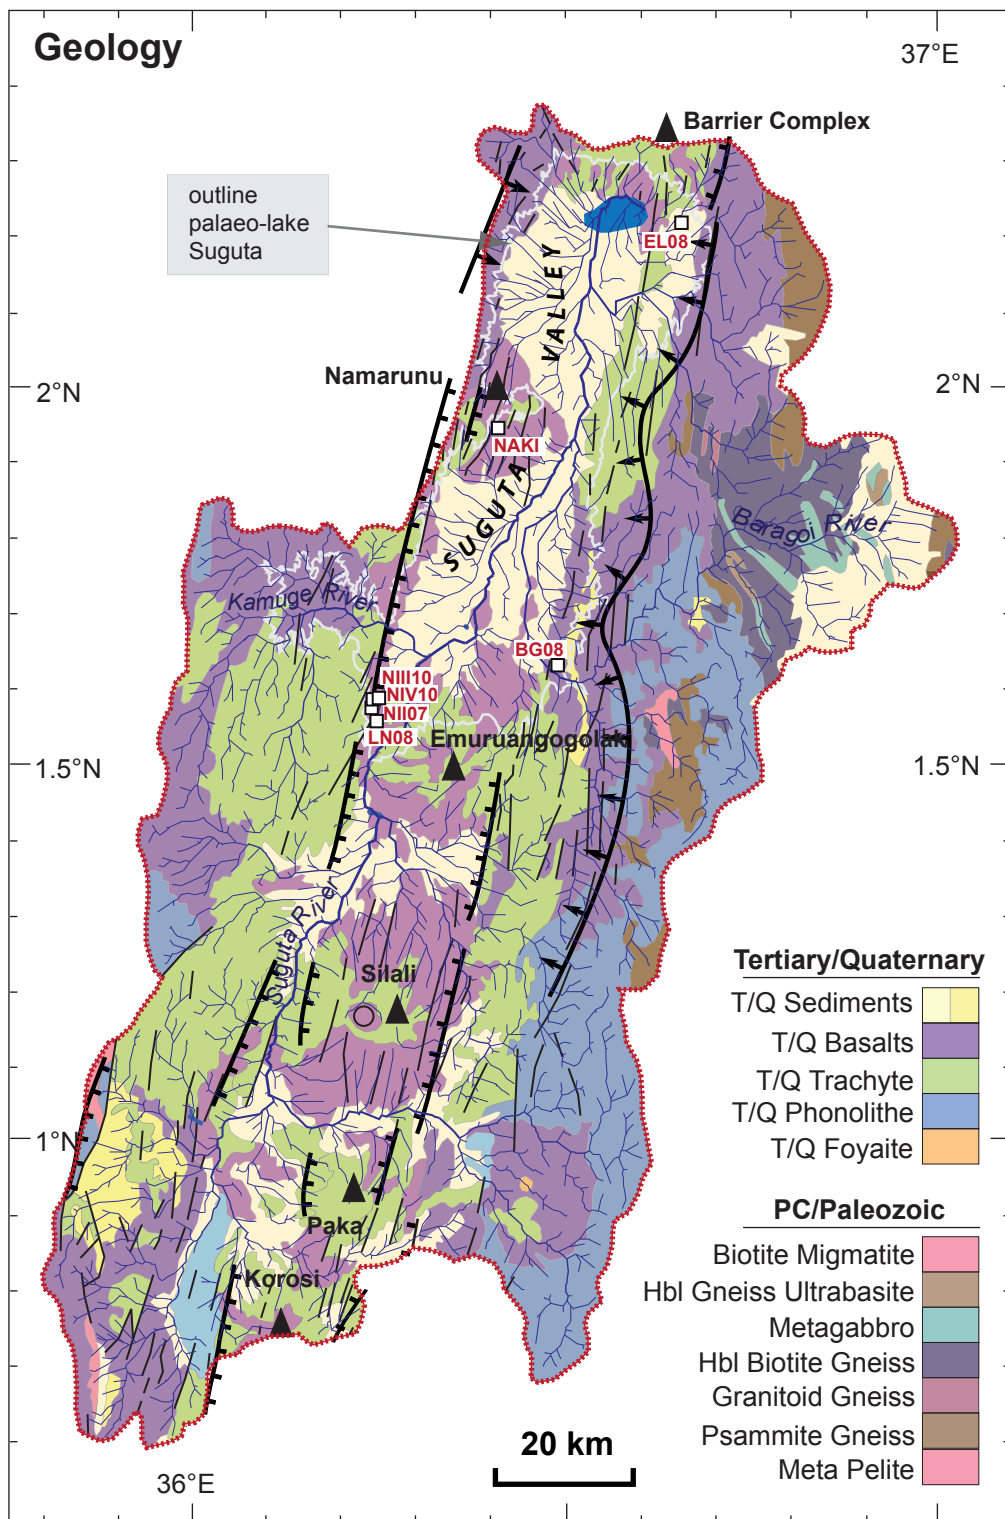 Geology
37°E
Barrier Complex
outline
palaeo-lake
Suguta
EL08
VALLEY
Namarunu
2°N
2°N
NAKI
SUGUTA
Baragoi River
Kamuge River
BG08
NIII10
NIV10
NII07
LN08
Emuruangogolak
1.5°N
1.5°N
Suguta River
Silali
Tertiary/Quaternary
T/Q Sediments
T/Q Basalts
T/Q Trachyte
T/Q Phonolithe
T/Q Foyaite
1°N
Paka
Korosi
PC/Paleozoic
Biotite Migmatite
Hbl Gneiss Ultrabasite
Metagabbro
Hbl Biotite Gneiss
Granitoid Gneiss
Psammite Gneiss
Meta Pelite
20 km
36°E